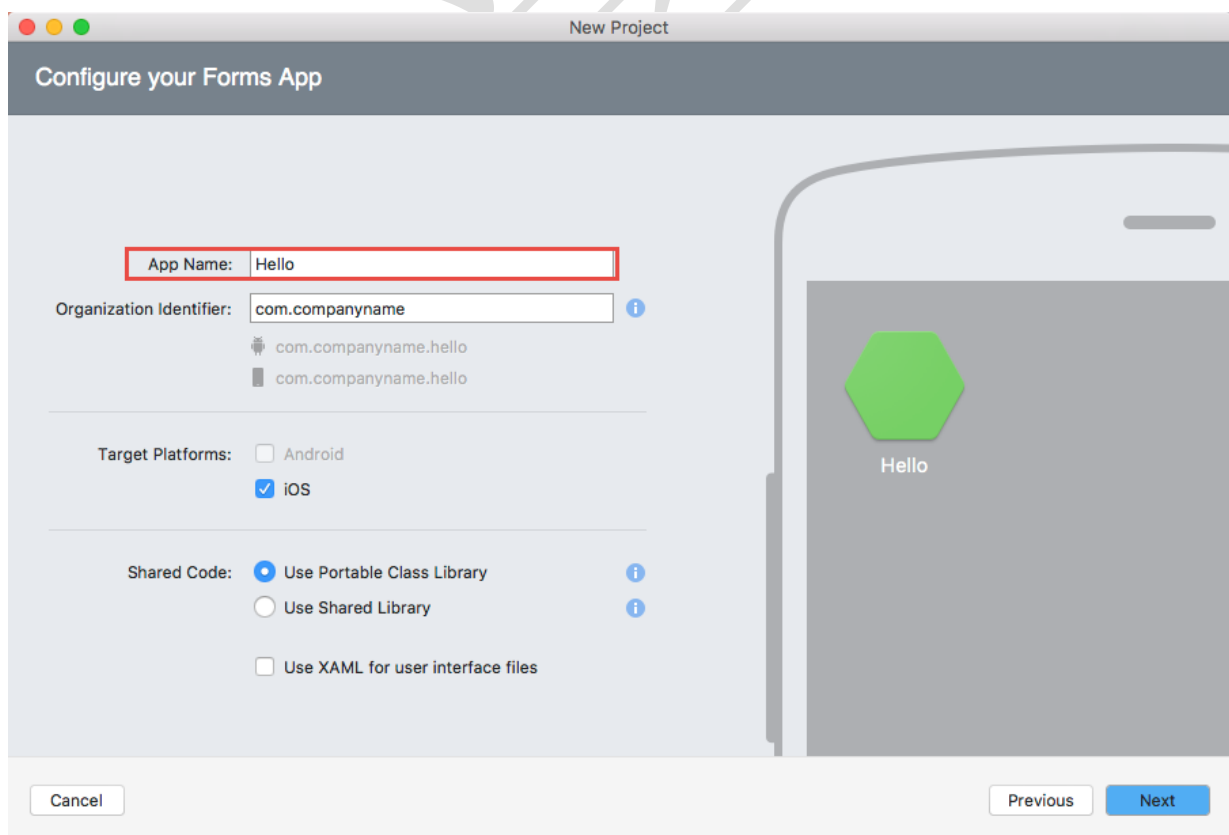 New Project
Configure your Forms App
App Name: Hello
Organization Identifier: com.companyname
com.companyname.hello
com.companyname.hello
Target Platforms: Android
iOS
Shared Code: Use Portable Class Library
Use Shared Library
Use XAML for user interface files
Hello
Cancel Previous Next